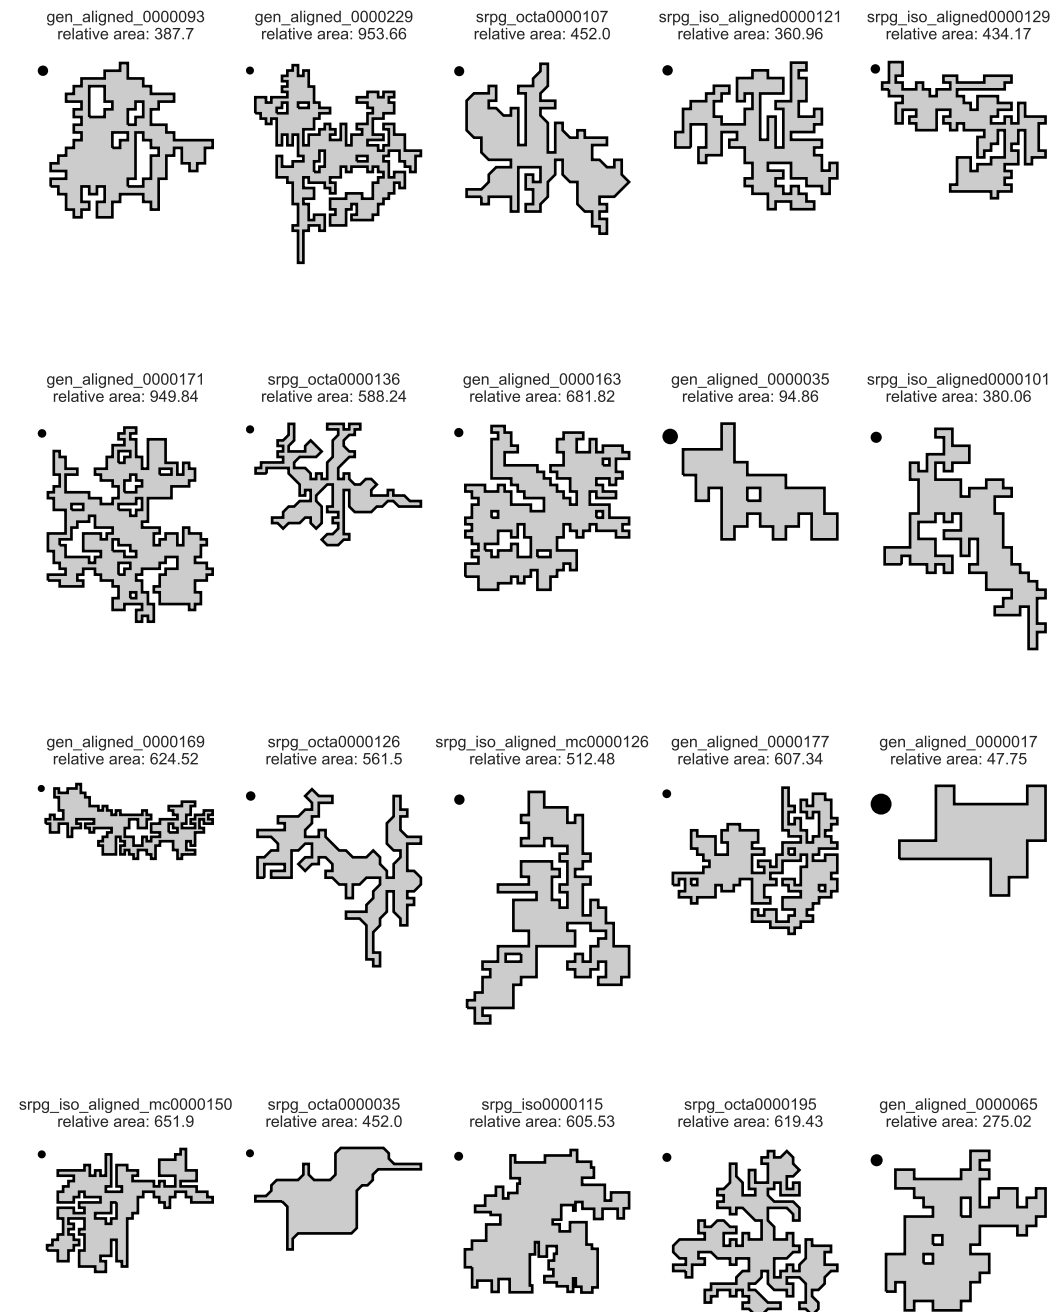 gen_aligned_0000093
relative area: 387.7
gen_aligned_0000229
relative area: 953.66
srpg_octa0000107
relative area: 452.0
srpg_iso_aligned0000121
relative area: 360.96
srpg_iso_aligned0000129
relative area: 434.17
gen_aligned_0000171
relative area: 949.84
srpg_octa0000136
relative area: 588.24
gen_aligned_0000163
relative area: 681.82
gen_aligned_0000035
relative area: 94.86
srpg_iso_aligned0000101
relative area: 380.06
gen_aligned_0000169
relative area: 624.52
srpg_octa0000126
relative area: 561.5
srpg_iso_aligned_mc0000126
relative area: 512.48
gen_aligned_0000177
relative area: 607.34
gen_aligned_0000017
relative area: 47.75
srpg_iso_aligned_mc0000150
relative area: 651.9
srpg_octa0000035
relative area: 452.0
srpg_iso0000115
relative area: 605.53
srpg_octa0000195
relative area: 619.43
gen_aligned_0000065
relative area: 275.02